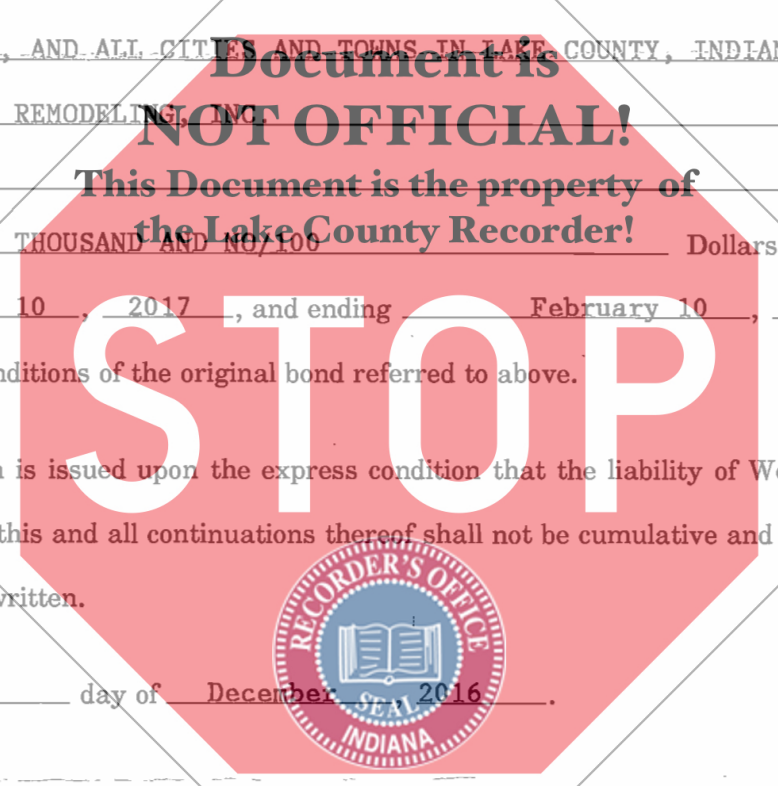 , AND ALL CITIES AND TOWNS IN LAKE COUNTY, INDIAN
Document is
REMODELING, INC.
NOT OFFICIAL!
This Document is the property of
the Lake County Recorder!
THOUSAND AND NO/100 Dollars
10 , 2017 , and ending February 10 ,
STOP
nditions of the original bond referred to above.
n is issued upon the express condition that the liability of We
this and all continuations thereof shall not be cumulative and
written.
RECORDER'S OFFICE
SEAL
INDIANA
day of December , 2016 .